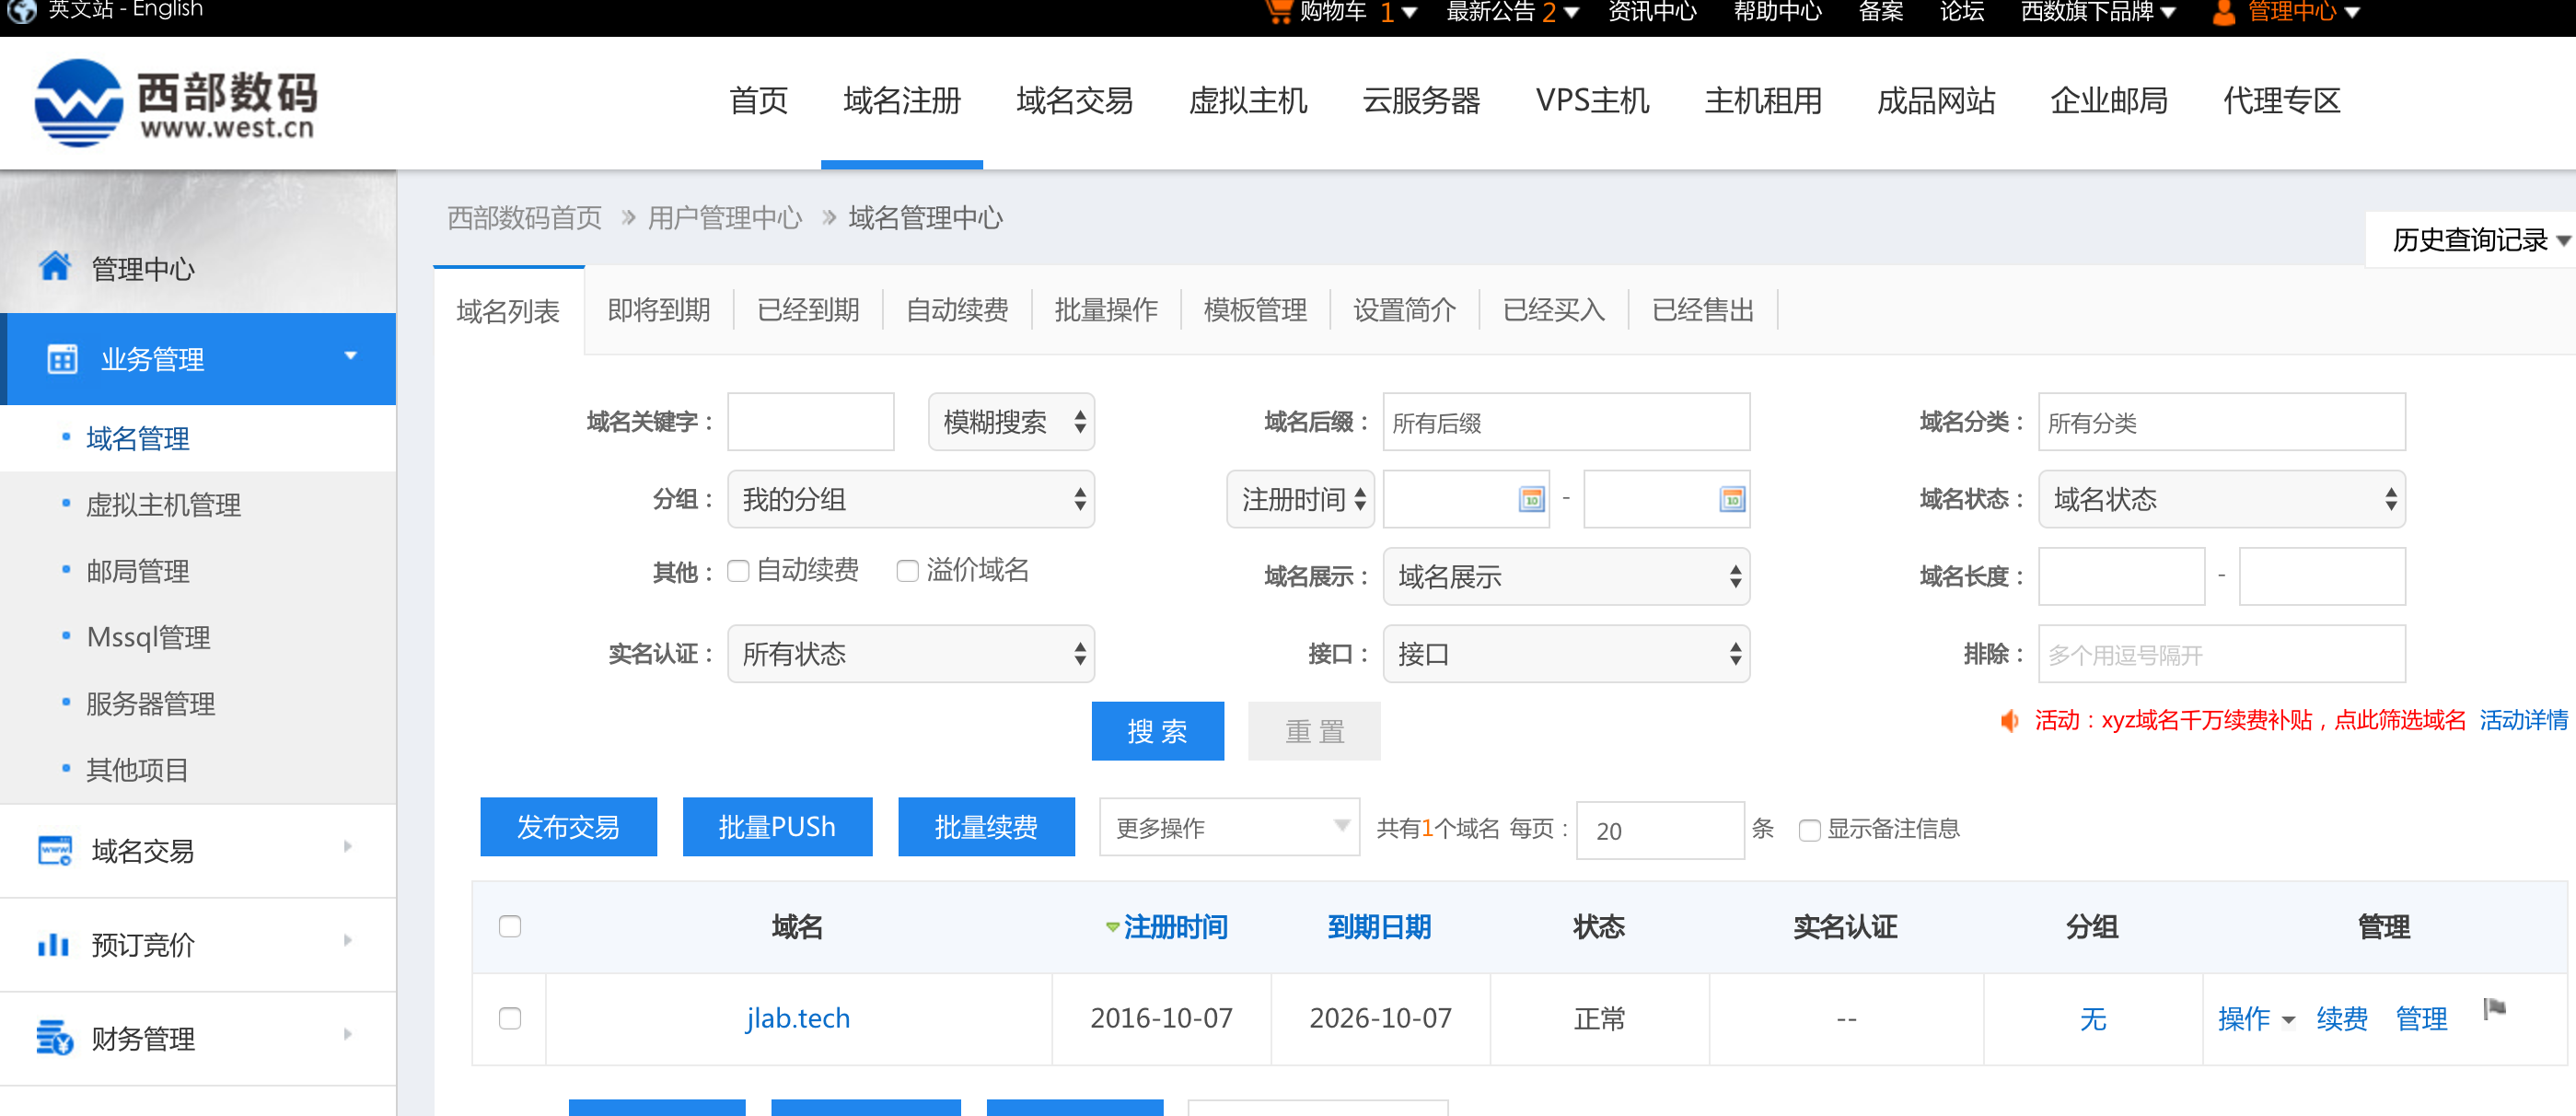 英文站 - English 购物车 1 最新公告 2 资讯中心 帮助中心 备案 论坛 西数旗下品牌 管理中心
西部数码 首页 域名注册 域名交易 虚拟主机 云服务器 VPS主机 主机租用 成品网站 企业邮局 代理专区
www.west.cn
西部数码首页 » 用户管理中心 » 域名管理中心
历史查询记录
管理中心
业务管理
域名管理
虚拟主机管理
邮局管理
Mssql管理
服务器管理
其他项目
域名交易
预订竞价
财务管理
域名列表 即将到期 已经到期 自动续费 批量操作 模板管理 设置简介 已经买入 已经售出
域名关键字： 模糊搜索 域名后缀： 所有后缀 域名分类： 所有分类
分组： 我的分组 注册时间 - 域名状态： 域名状态
其他： 自动续费 溢价域名 域名展示： 域名展示 域名长度： -
实名认证： 所有状态 接口： 接口 排除： 多个用逗号隔开
搜 索 重 置 活动：xyz域名千万续费补贴，点此筛选域名 活动详情
发布交易 批量PUSh 批量续费 更多操作 共有1个域名 每页： 20 条 显示备注信息
域名 注册时间 到期日期 状态 实名认证 分组 管理
jlab.tech 2016-10-07 2026-10-07 正常 -- 无 操作 续费 管理